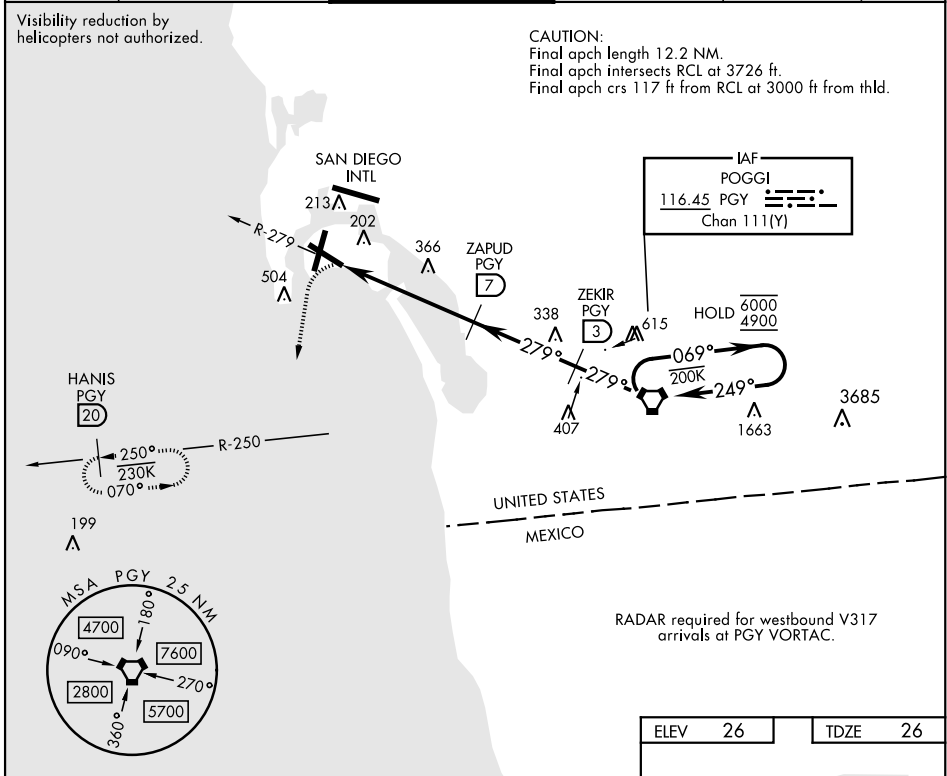 Visibility reduction by
helicopters not authorized.
CAUTION:
Final apch length 12.2 NM.
Final apch intersects RCL at 3726 ft.
Final apch crs 117 ft from RCL at 3000 ft from thld.
SAN DIEGO
INTL
213
202
R-279
504
366
ZAPUD
PGY
7
338
ZEKIR
PGY
3
615
IAF
POGGI
116.45 PGY
Chan 111(Y)
HOLD 6000
4900
069°
200K
249°
279°
279°
407
1663
3685
HANIS
PGY
20
250°
230K
070°
R-250
199
UNITED STATES
MEXICO
MSA PGY 25 NM
180°
4700
090°
7600
270°
2800
5700
360°
RADAR required for westbound V317
arrivals at PGY VORTAC.
ELEV 26
TDZE 26